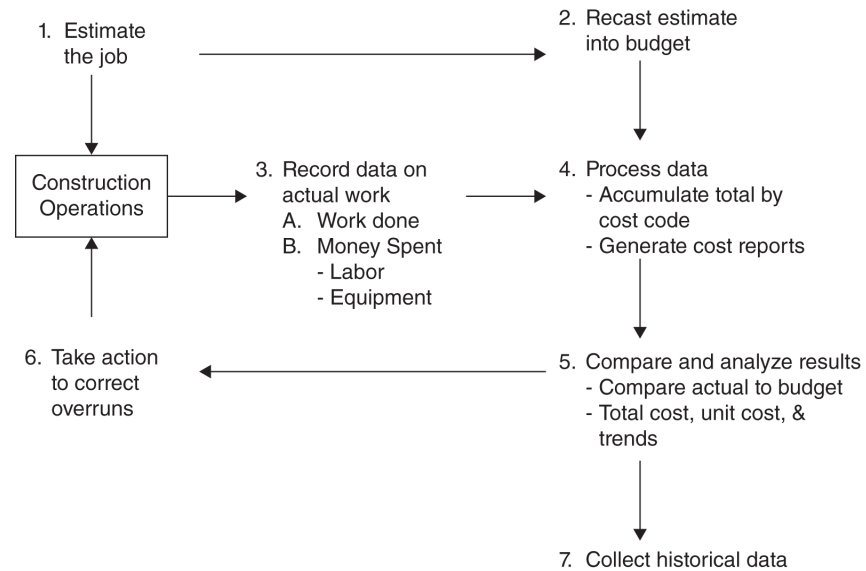 1. Estimate
the job
2. Recast estimate
into budget
Construction
Operations
3. Record data on
actual work
A. Work done
B. Money Spent
- Labor
- Equipment
4. Process data
- Accumulate total by
cost code
- Generate cost reports
5. Compare and analyze results
- Compare actual to budget
- Total cost, unit cost, &
trends
6. Take action
to correct
overruns
7. Collect historical data